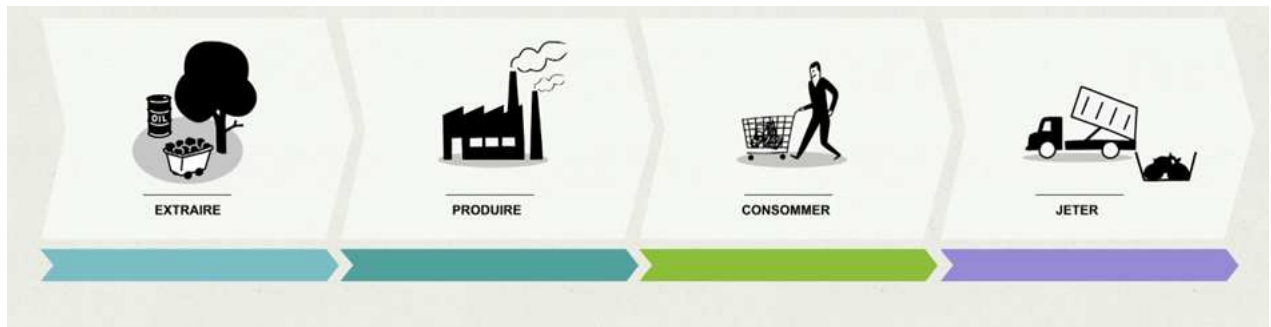 OIL
EXTRAIRE
PRODUIRE
CONSOMMER
JETER